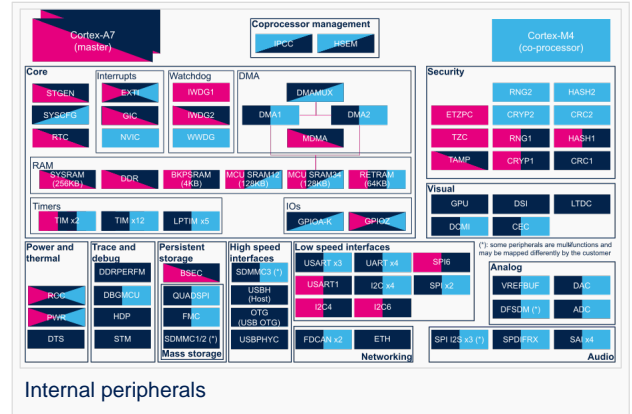 Cortex-A7
(master)
Coprocessor management
IPCC
HSEM
Cortex-M4
(co-processor)
Core
STGEN
SYSCFG
RTC
Interrupts
EXTI
GIC
NVIC
Watchdog
IWDG1
IWDG2
WWDG
DMA
DMAMUX
DMA1
DMA2
MDMA
Security
RNG2
HASH2
ETZPC
CRYP2
CRC2
TZC
RNG1
HASH1
TAMP
CRYP1
CRC1
RAM
SYSRAM
(256KB)
DDR
BKPSRAM
(4KB)
MCU SRAM12
(128KB)
MCU SRAM34
(128KB)
RETRAM
(64KB)
Timers
TIM x2
TIM x12
LPTIM x5
IOs
GPIOA-K
GPIOZ
Visual
GPU
DSI
LTDC
DCMI
CEC
(*): some peripherals are multifunctions and
may be mapped differently by the customer
Power and
thermal
RCC
PWR
DTS
Trace and
debug
DDRPERFM
DBGMCU
HDP
STM
Persistent
storage
BSEC
QUADSPI
FMC
SDMMC1/2 (*)
Mass storage
High speed
interfaces
SDMMC3 (*)
USBH
(Host)
OTG
(USB OTG)
USBPHYC
Low speed interfaces
USART x3
UART x4
SPI6
USART1
I2C x4
SPI x2
I2C4
I2C6
FDCAN x2
ETH
Networking
Analog
VREFBUF
DAC
DFSDM (*)
ADC
SPI I2S x3 (*)
SPDIFRX
SAI x4
Audio
Internal peripherals